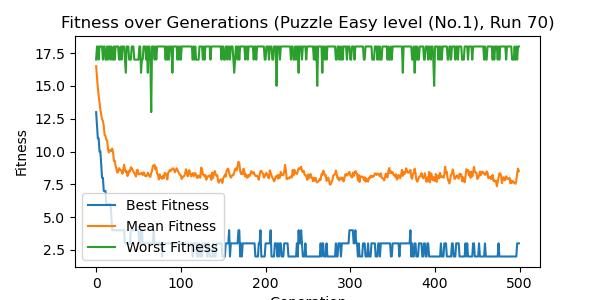 Fitness over Generations (Puzzle Easy level (No.1), Run 70)
17.5
15.0
12.5
10.0
7.5
5.0
2.5
Fitness
Best Fitness
Mean Fitness
Worst Fitness
0 100 200 300 400 500
Generation